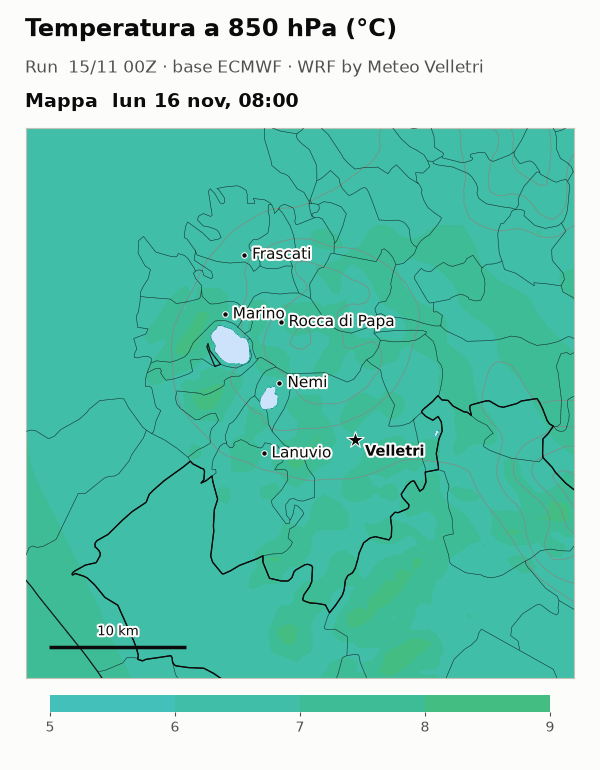 Temperatura a 850 hPa (°C)
Run  15/11 00Z · base ECMWF · WRF by Meteo Velletri
Mappa  lun 16 nov, 08:00
Frascati
Marino
Rocca di Papa
Nemi
Velletri
Lanuvio
10 km
5 6 7 8 9